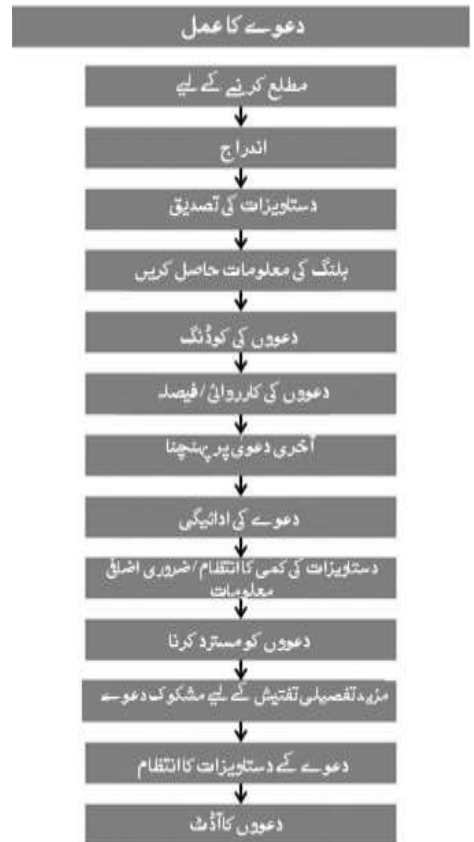 دعوے کا عمل
مطلع کرنے کے لیے
اندراج
دستاویزات کی تصدیق
بلنگ کی معلومات حاصل کریں
دعووں کی کوڈنگ
دعووں کی کارروائی/فیصلہ
آخری دعویٰ پر پہنچنا
دعوے کی ادائیگی
دستاویزات کی کمی کا انتظام/ضروری اضافی
معلومات
دعووں کو مسترد کرنا
مزید تفصیلی تفتیش کے لیے مشکوک دعوے
دعوے کے دستاویزات کا انتظام
دعووں کا آڈٹ